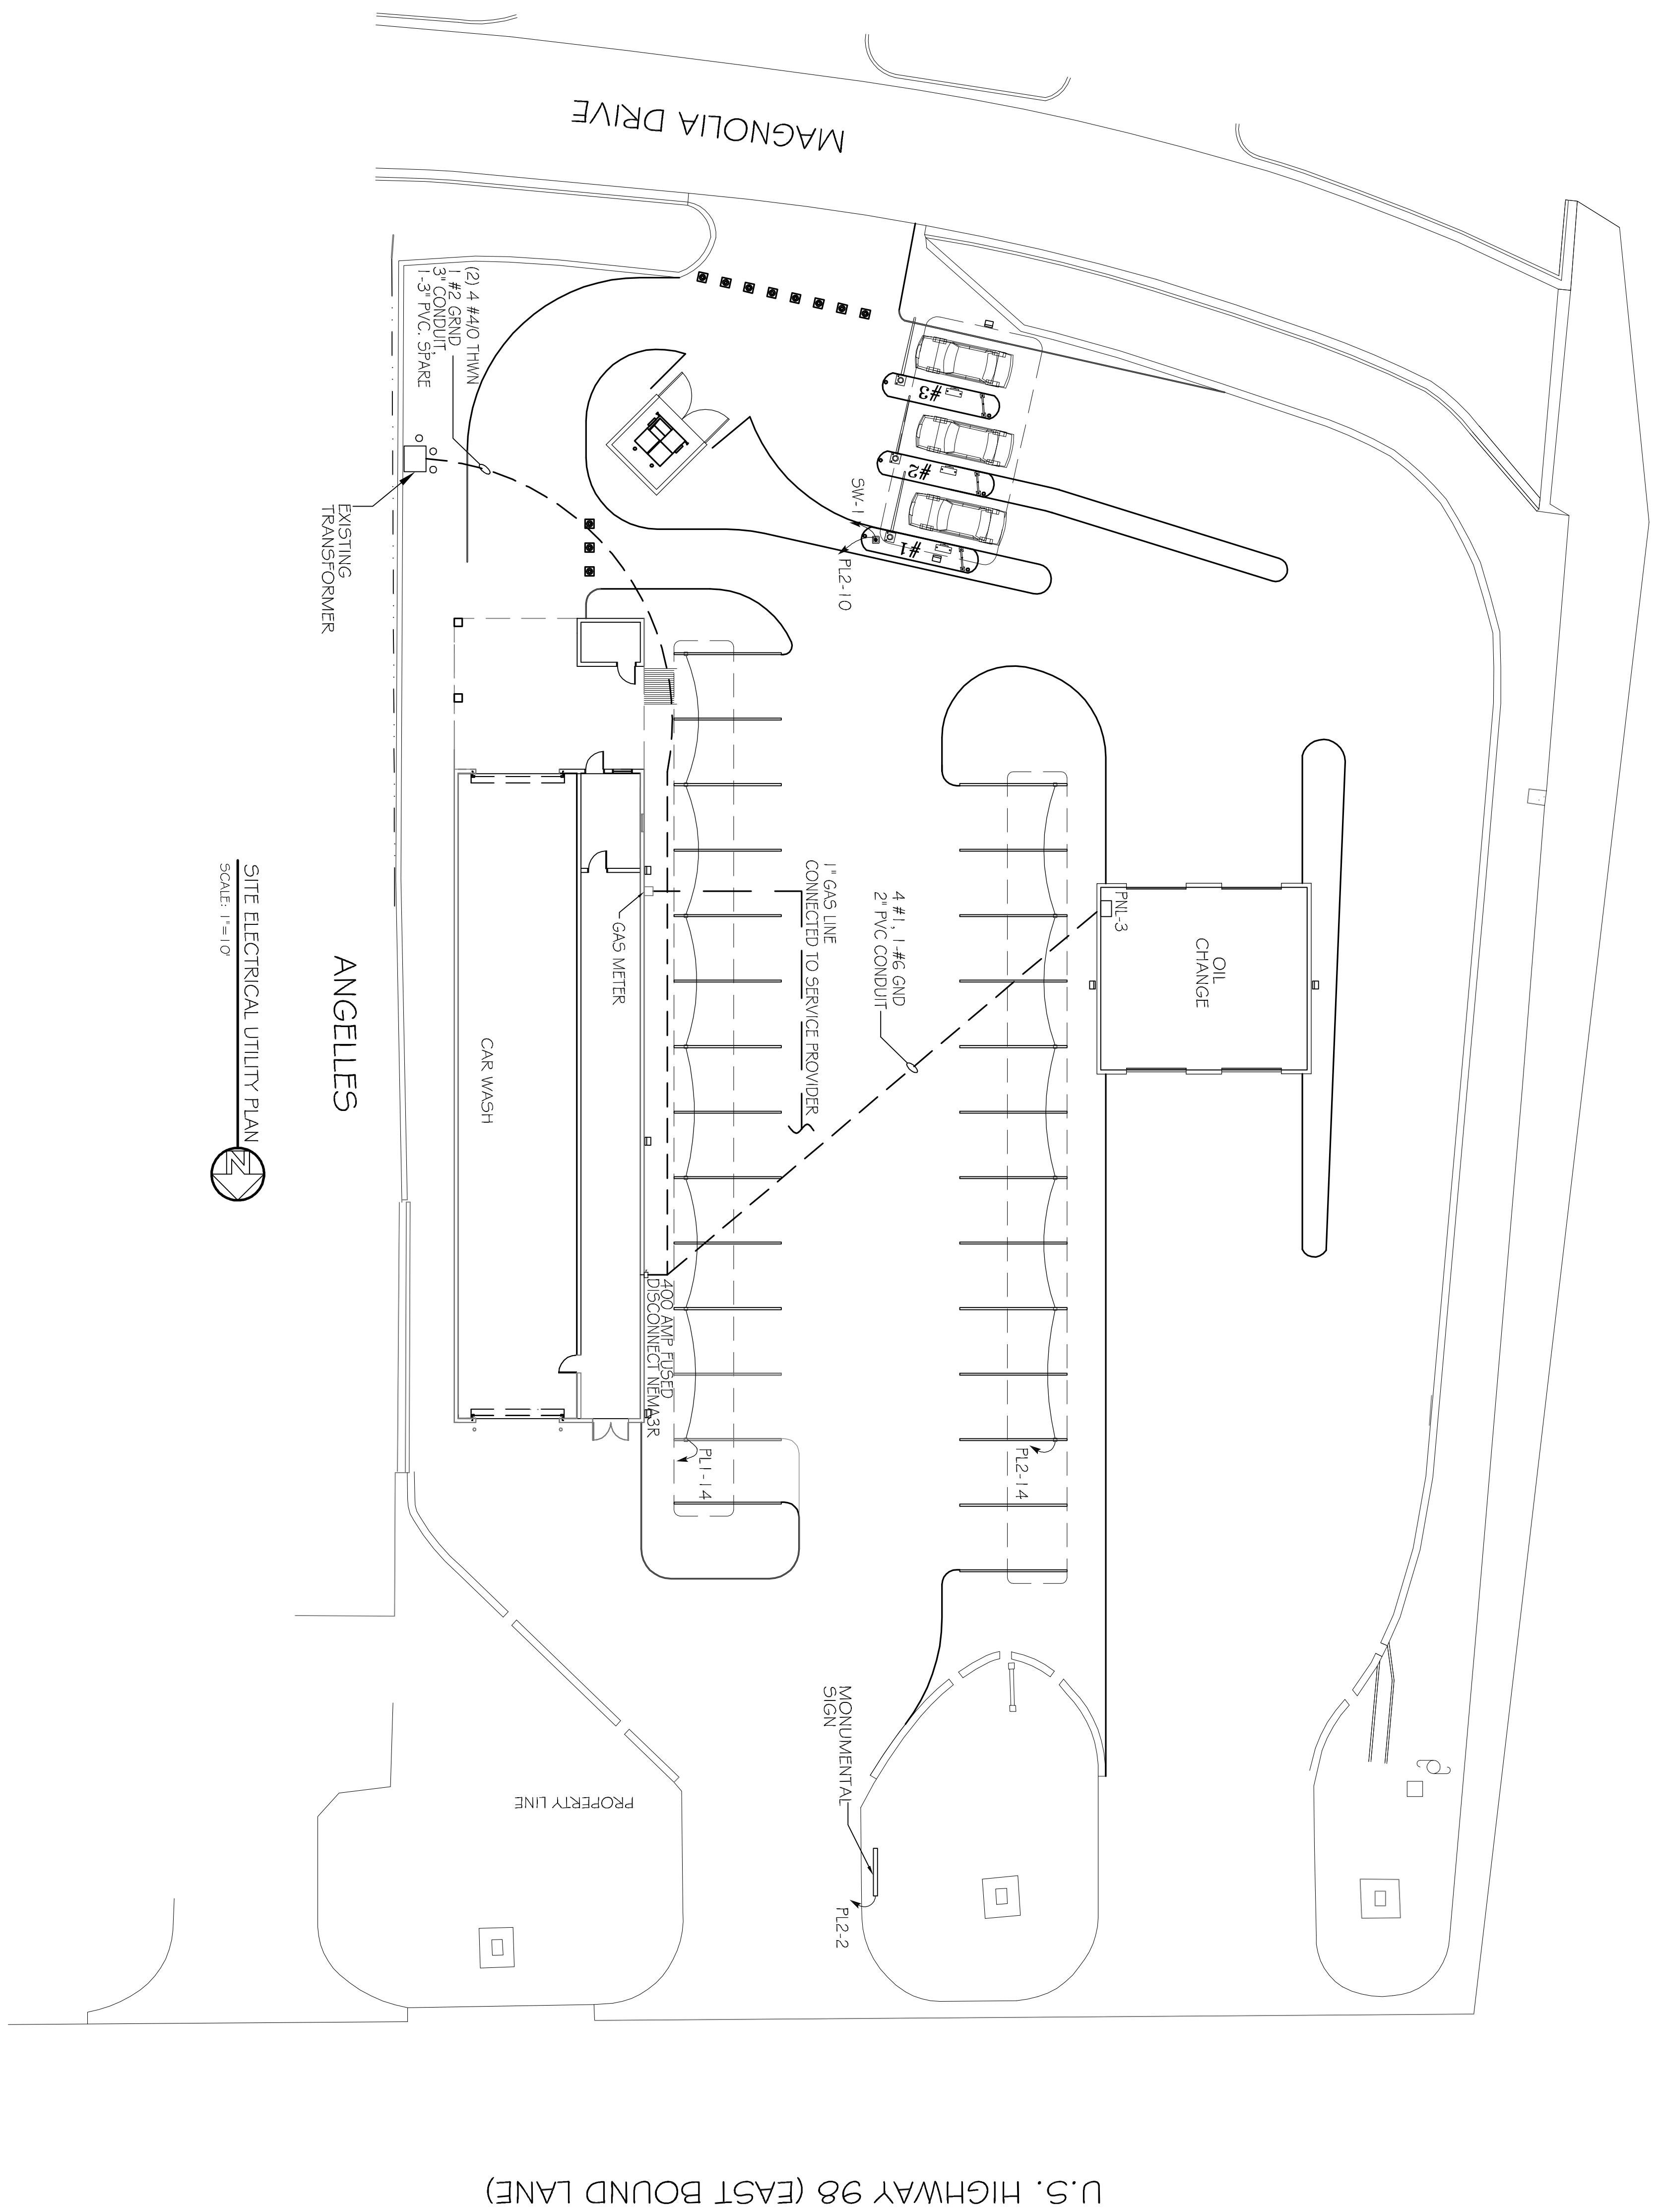 MAGNOLIA DRIVE
(2) 4 #4/0 THWN
1 #2 GRND
3" CONDUIT,
1-3" PVC. SPARE
EXISTING
TRANSFORMER
#3
#2
#1
SW-1
PL2-10
1" GAS LINE
CONNECTED TO SERVICE PROVIDER
GAS METER
4 #1, 1-#6 GND
2" PVC CONDUIT
PNL-3
OIL
CHANGE
CAR WASH
400 AMP FUSED
DISCONNECT NEMA3R
PL1-14
PL2-14
SITE ELECTRICAL UTILITY PLAN
SCALE: 1"=10'
N
ANGELLES
MONUMENTAL
SIGN
PL2-2
PROPERTY LINE
U.S. HIGHWAY 98 (EAST BOUND LANE)